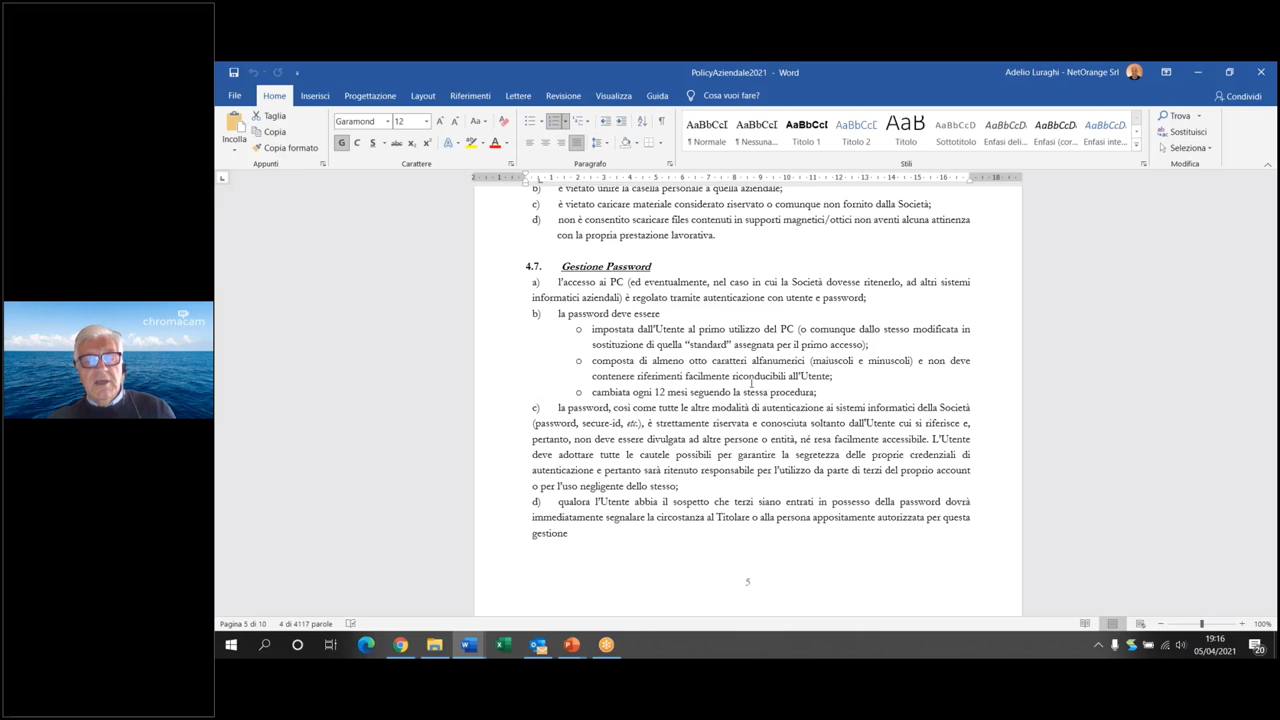 PolicyAziendale2021 - Word
Adelio Luraghi - NetOrange Srl
File Home Inserisci Progettazione Layout Riferimenti Lettere Revisione Visualizza Guida Cosa vuoi fare? Condividi
Incolla
Taglia
Copia
Copia formato
Garamond 12
AaBbCcI AaBbCcI AaBbCcI AaBbCcD AaBb AaBbCcD AaBbCcD AaBbCcD AaBbCcD
¶ Normale ¶ Nessuna... Titolo 1 Titolo 2 Titolo Sottotitolo Enfasi deli... Enfasi (cor... Enfasi inte...
Trova
Sostituisci
Seleziona
Appunti Carattere Paragrafo Stili Modifica
b) è vietato unire la casella personale a quella aziendale;
c) è vietato caricare materiale considerato riservato o comunque non fornito dalla Società;
d) non è consentito scaricare files contenuti in supporti magnetici/ottici non aventi alcuna attinenza
con la propria prestazione lavorativa.
4.7. Gestione Password
a) l'accesso ai PC (ed eventualmente, nel caso in cui la Società dovesse ritenerlo, ad altri sistemi
informatici aziendali) è regolato tramite autenticazione con utente e password;
b) la password deve essere
o impostata dall'Utente al primo utilizzo del PC (o comunque dallo stesso modificata in
sostituzione di quella “standard” assegnata per il primo accesso);
o composta di almeno otto caratteri alfanumerici (maiuscoli e minuscoli) e non deve
contenere riferimenti facilmente riconducibili all'Utente;
o cambiata ogni 12 mesi seguendo la stessa procedura;
c) la password, così come tutte le altre modalità di autenticazione ai sistemi informatici della Società
(password, secure-id, etc.), è strettamente riservata e conosciuta soltanto dall'Utente cui si riferisce e,
pertanto, non deve essere divulgata ad altre persone o entità, né resa facilmente accessibile. L'Utente
deve adottare tutte le cautele possibili per garantire la segretezza delle proprie credenziali di
autenticazione e pertanto sarà ritenuto responsabile per l'utilizzo da parte di terzi del proprio account
o per l'uso negligente dello stesso;
d) qualora l'Utente abbia il sospetto che terzi siano entrati in possesso della password dovrà
immediatamente segnalare la circostanza al Titolare o alla persona appositamente autorizzata per questa
gestione
5
chromacam
Pagina 5 di 10 4 di 4117 parole 100%
19:16
05/04/2021
20